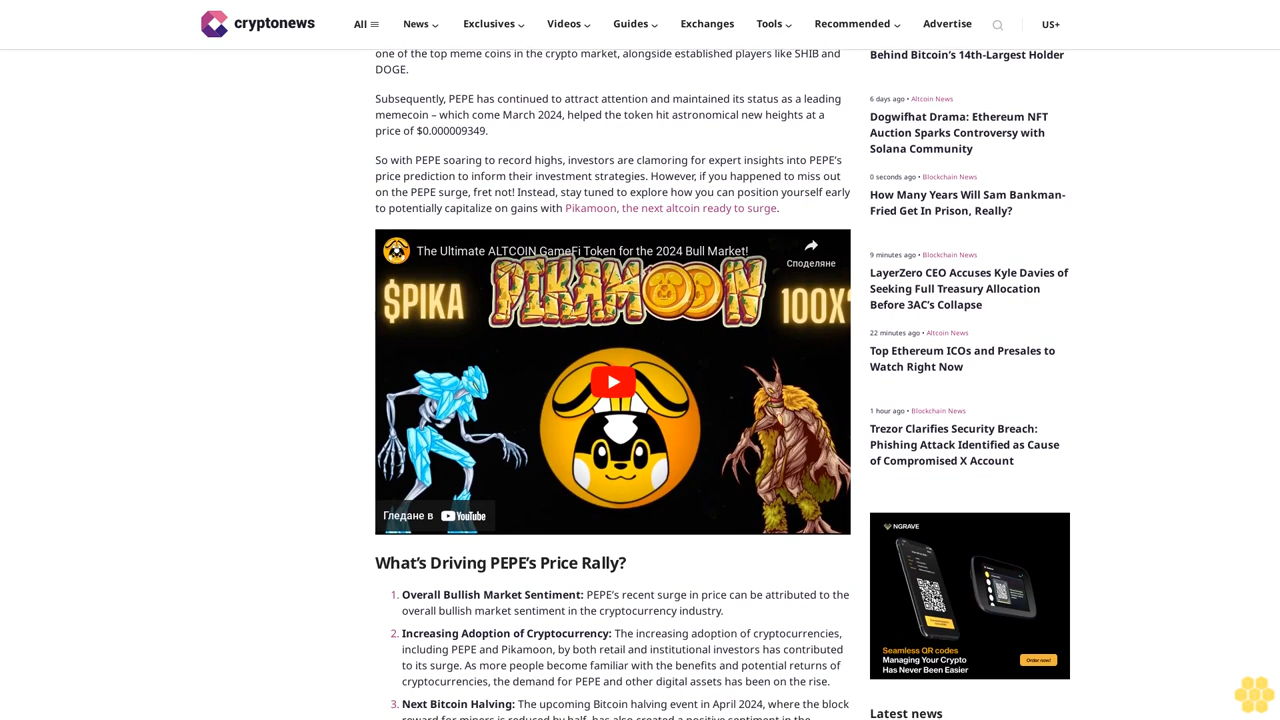 cryptonews
All
News
Exclusives
Videos
Guides
Exchanges
Tools
Recommended
Advertise
US+
one of the top meme coins in the crypto market, alongside established players like SHIB and
DOGE.
Subsequently, PEPE has continued to attract attention and maintained its status as a leading
memecoin – which come March 2024, helped the token hit astronomical new heights at a
price of $0.000009349.
So with PEPE soaring to record highs, investors are clamoring for expert insights into PEPE's
price prediction to inform their investment strategies. However, if you happened to miss out
on the PEPE surge, fret not! Instead, stay tuned to explore how you can position yourself early
to potentially capitalize on gains with Pikamoon, the next altcoin ready to surge.
The Ultimate ALTCOIN GameFi Token for the 2024 Bull Market!
Споделяне
$PIKA
PIKAMOON
100X?
Гледане в YouTube
What's Driving PEPE's Price Rally?
1. Overall Bullish Market Sentiment: PEPE's recent surge in price can be attributed to the
overall bullish market sentiment in the cryptocurrency industry.
2. Increasing Adoption of Cryptocurrency: The increasing adoption of cryptocurrencies,
including PEPE and Pikamoon, by both retail and institutional investors has contributed
to its surge. As more people become familiar with the benefits and potential returns of
cryptocurrencies, the demand for PEPE and other digital assets has been on the rise.
3. Next Bitcoin Halving: The upcoming Bitcoin halving event in April 2024, where the block
reward for miners is reduced by half, has also created a positive sentiment in the
Behind Bitcoin's 14th-Largest Holder
6 days ago • Altcoin News
Dogwifhat Drama: Ethereum NFT
Auction Sparks Controversy with
Solana Community
0 seconds ago • Blockchain News
How Many Years Will Sam Bankman-
Fried Get In Prison, Really?
9 minutes ago • Blockchain News
LayerZero CEO Accuses Kyle Davies of
Seeking Full Treasury Allocation
Before 3AC's Collapse
22 minutes ago • Altcoin News
Top Ethereum ICOs and Presales to
Watch Right Now
1 hour ago • Blockchain News
Trezor Clarifies Security Breach:
Phishing Attack Identified as Cause
of Compromised X Account
NGRAVE
Seamless QR codes
Managing Your Crypto
Has Never Been Easier
Order now!
Latest news